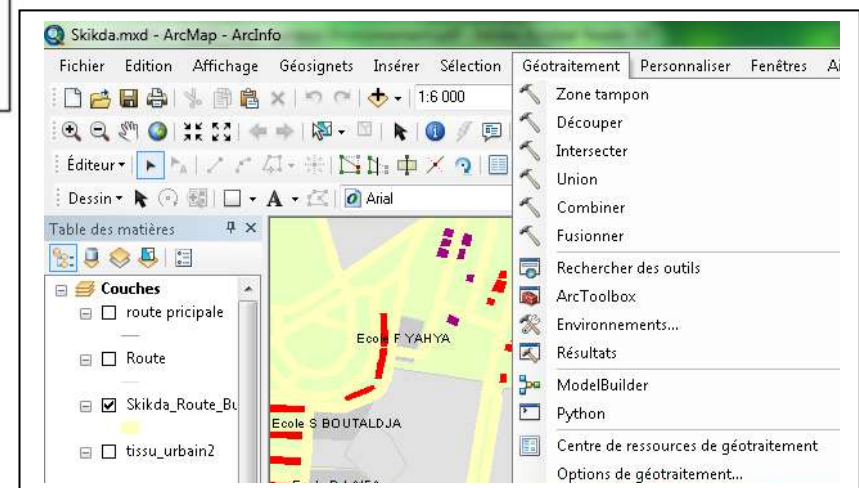 Skikda.mxd - ArcMap - ArcInfo
Fichier Edition Affichage Géosignets Insérer Sélection Géotraitement Personnaliser Fenêtres
1:6 000
Éditeur
Dessin A Arial
Table des matières
Couches
route pricipale
Route
Skikda_Route_Bu
tissu_urbain2
Ecole F YAHYA
Ecole S BOUTALDJA
Zone tampon
Découper
Intersecter
Union
Combiner
Fusionner
Rechercher des outils
ArcToolbox
Environnements...
Résultats
ModelBuilder
Python
Centre de ressources de géotraitement
Options de géotraitement...